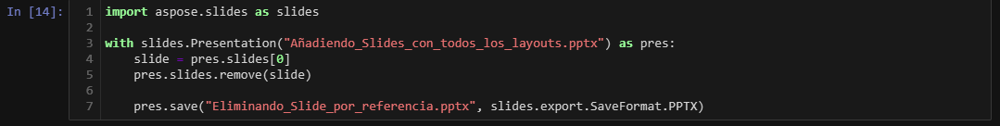 In [14]:
1 import aspose.slides as slides
2
3 with slides.Presentation("Añadiendo_Slides_con_todos_los_layouts.pptx") as pres:
4     slide = pres.slides[0]
5     pres.slides.remove(slide)
6
7     pres.save("Eliminando_Slide_por_referencia.pptx", slides.export.SaveFormat.PPTX)